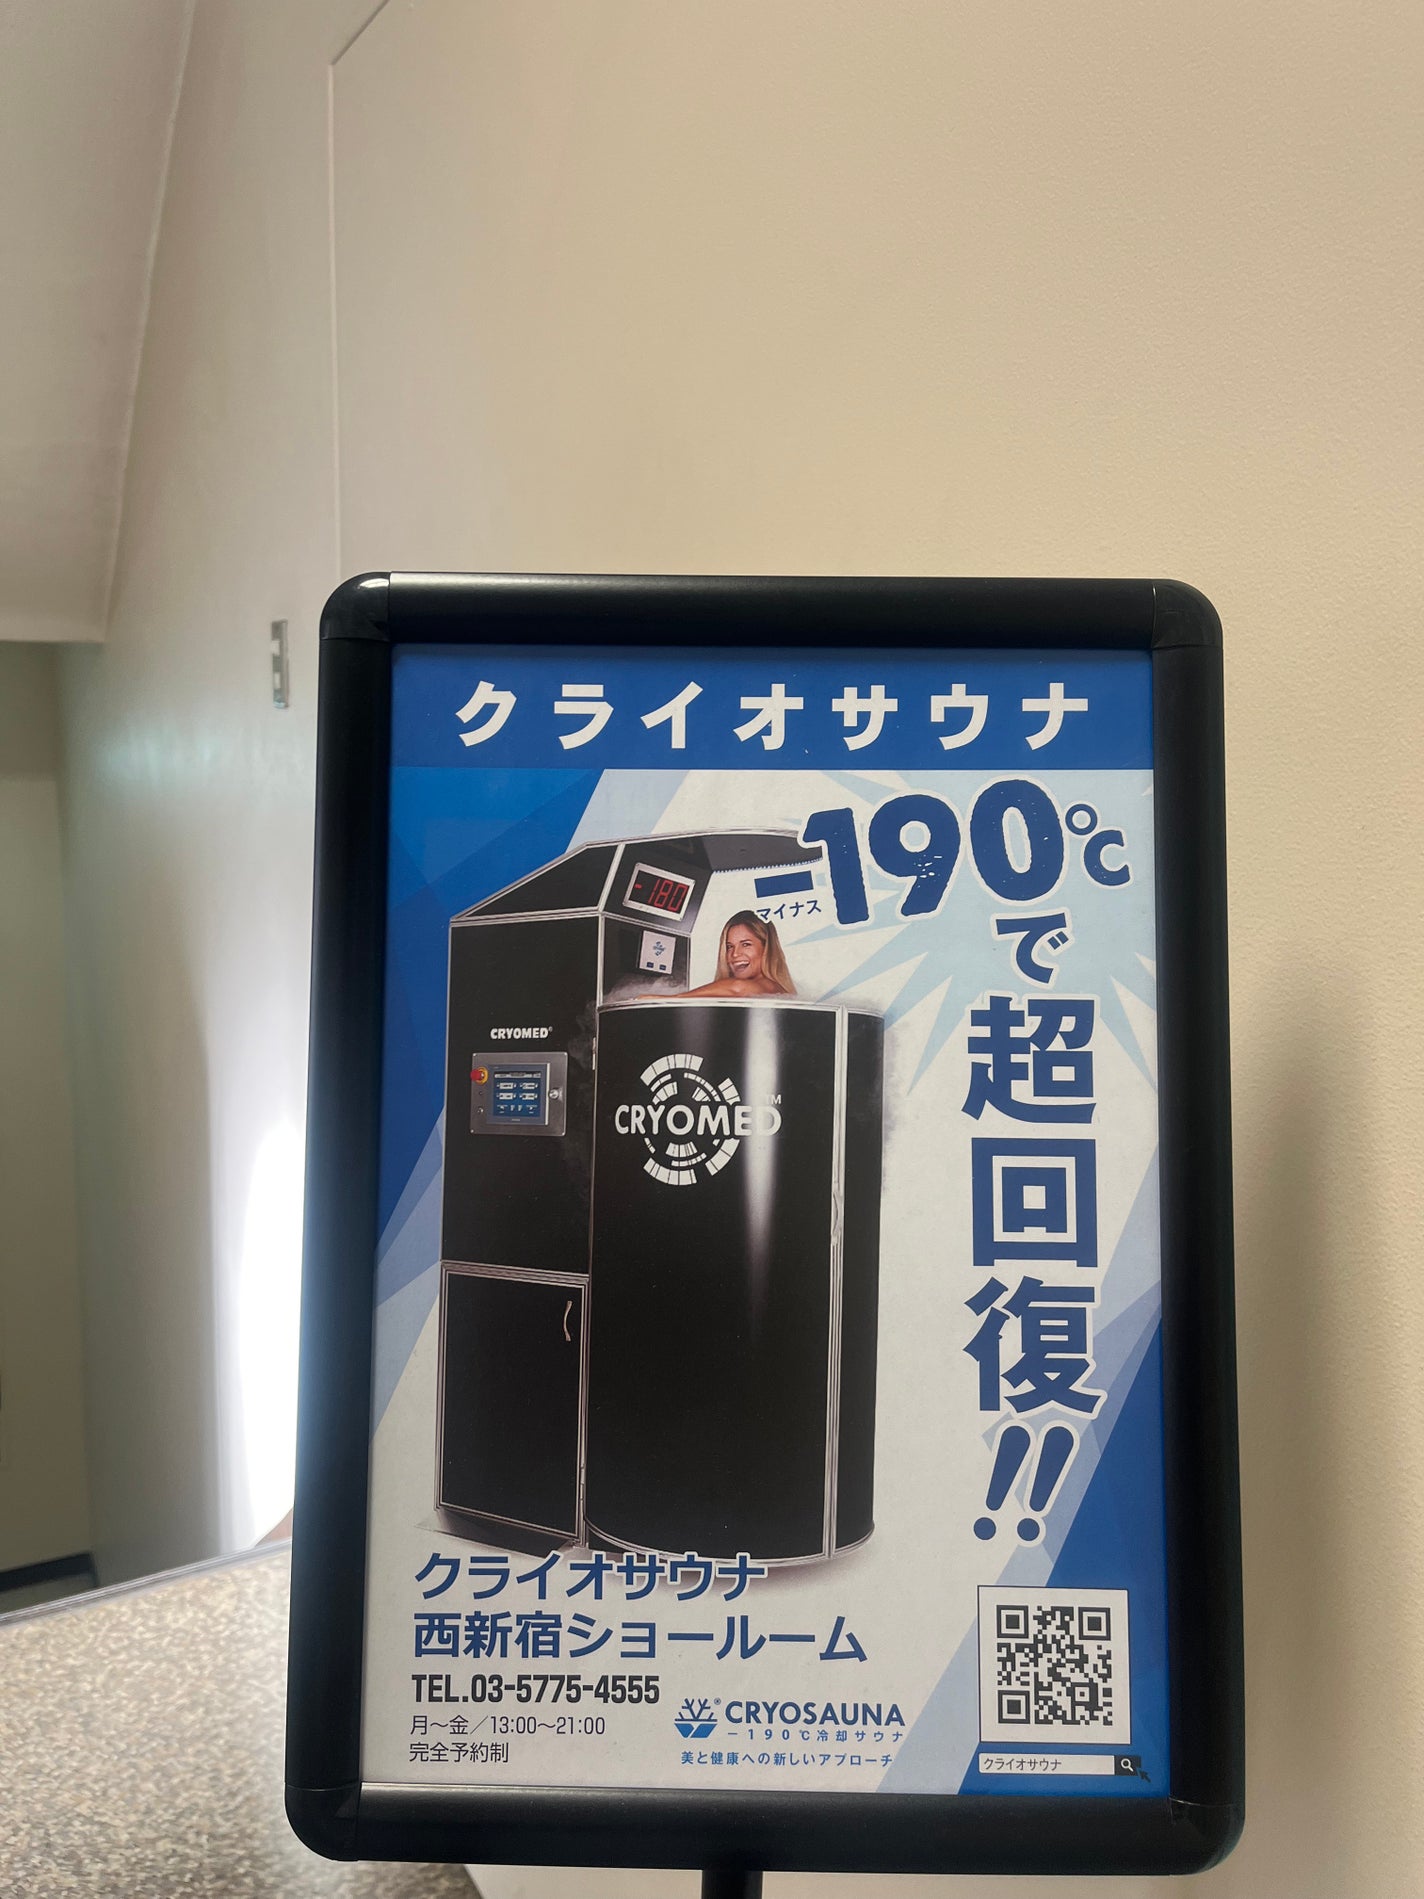 クライオサウナ
-190℃
マイナス
で超回復!!
-180
CRYOMED®
CRYOMED™
クライオサウナ
西新宿ショールーム
TEL.03-5775-4555
月～金／13:00～21:00
完全予約制
®CRYOSAUNA
－190℃冷却サウナ
美と健康への新しいアプローチ
クライオサウナ